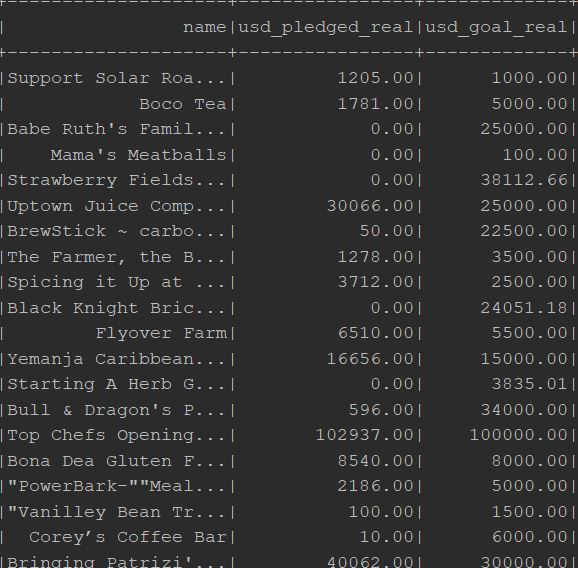 +--------------------+----------------+-------------+
|                name|usd_pledged_real|usd_goal_real|
+--------------------+----------------+-------------+
|Support Solar Roa...|         1205.00|      1000.00|
|            Boco Tea|         1781.00|      5000.00|
|Babe Ruth's Famil...|            0.00|     25000.00|
|    Mama's Meatballs|            0.00|       100.00|
|Strawberry Fields...|            0.00|     38112.66|
|Uptown Juice Comp...|        30066.00|     25000.00|
|BrewStick ~ carbo...|           50.00|     22500.00|
|The Farmer, the B...|         1278.00|      3500.00|
|Spicing it Up at ...|         3712.00|      2500.00|
|Black Knight Bric...|            0.00|     24051.18|
|        Flyover Farm|         6510.00|      5500.00|
|Yemanja Caribbean...|        16656.00|     15000.00|
|Starting A Herb G...|            0.00|      3835.01|
|Bull & Dragon's P...|          596.00|     34000.00|
|Top Chefs Opening...|       102937.00|    100000.00|
|Bona Dea Gluten F...|         8540.00|      8000.00|
|"PowerBark-""Meal...|         2186.00|      5000.00|
|"Vanilley Bean Tr...|          100.00|      1500.00|
|  Corey’s Coffee Bar|           10.00|      6000.00|
|Bringing Patrizi'...|        40062.00|     30000.00|